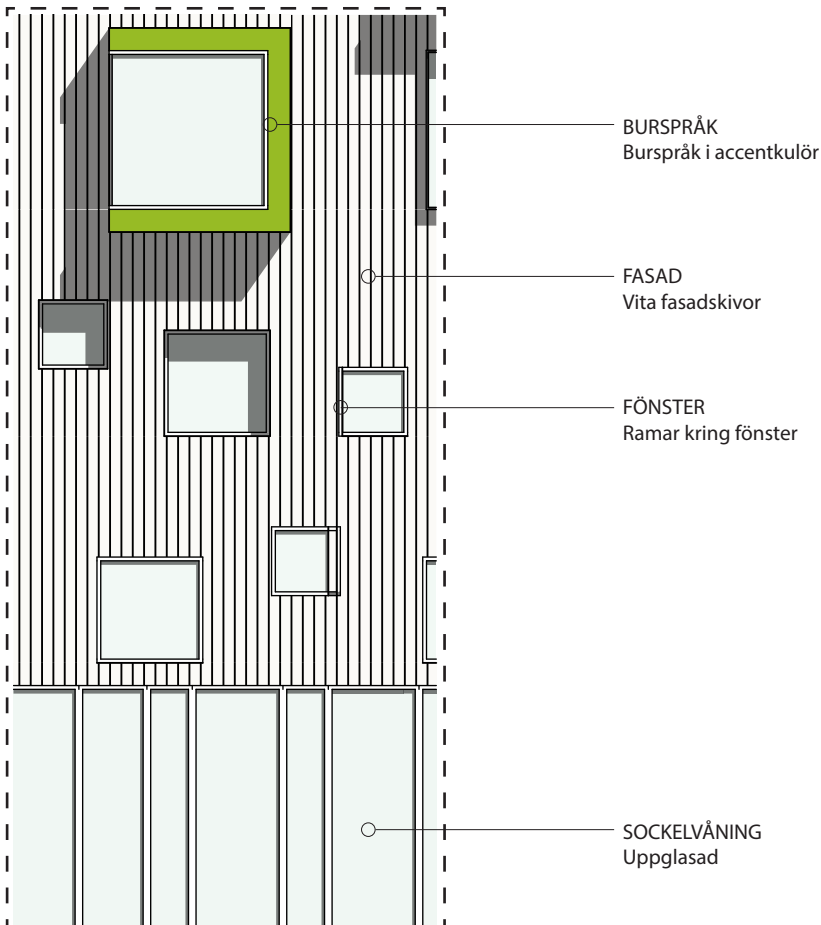 BURSPRÅK
Burspråk i accentkulör
FASAD
Vita fasadskivor
FÖNSTER
Ramar kring fönster
SOCKELVÅNING
Uppglasad